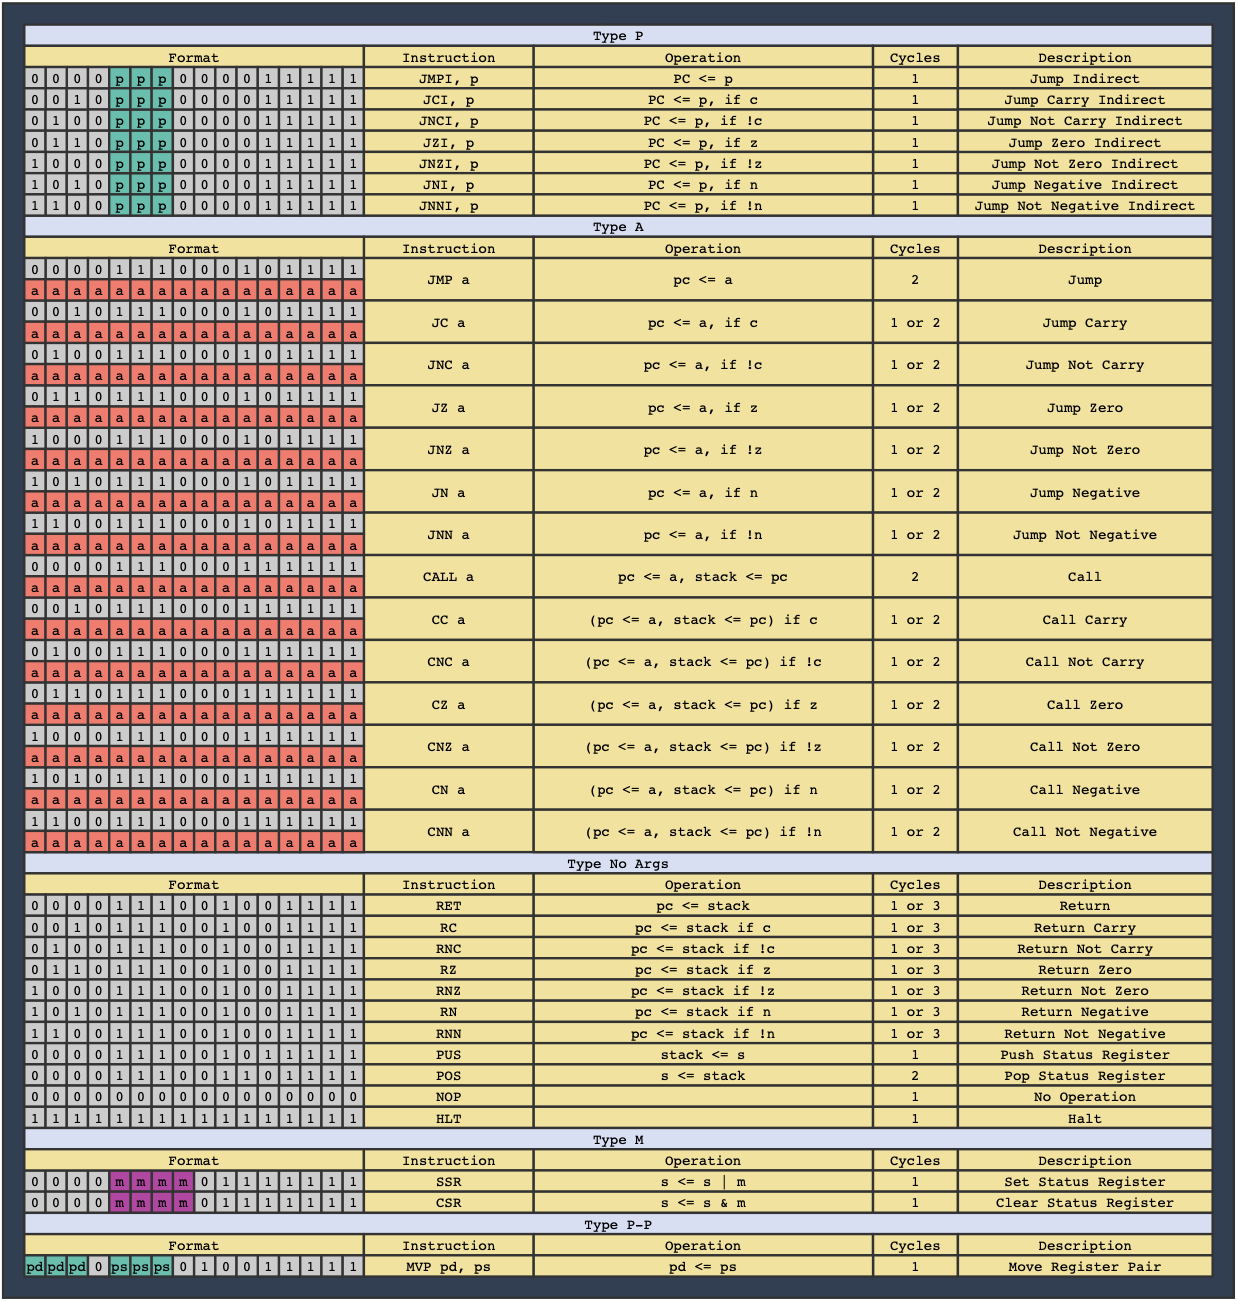 Type P
Format Instruction Operation Cycles Description
0 0 0 0 p p p 0 0 0 0 1 1 1 1 1 JMPI, p PC <= p 1 Jump Indirect
0 0 1 0 p p p 0 0 0 0 1 1 1 1 1 JCI, p PC <= p, if c 1 Jump Carry Indirect
0 1 0 0 p p p 0 0 0 0 1 1 1 1 1 JNCI, p PC <= p, if !c 1 Jump Not Carry Indirect
0 1 1 0 p p p 0 0 0 0 1 1 1 1 1 JZI, p PC <= p, if z 1 Jump Zero Indirect
1 0 0 0 p p p 0 0 0 0 1 1 1 1 1 JNZI, p PC <= p, if !z 1 Jump Not Zero Indirect
1 0 1 0 p p p 0 0 0 0 1 1 1 1 1 JNI, p PC <= p, if n 1 Jump Negative Indirect
1 1 0 0 p p p 0 0 0 0 1 1 1 1 1 JNNI, p PC <= p, if !n 1 Jump Not Negative Indirect
Type A
Format Instruction Operation Cycles Description
0 0 0 0 1 1 1 0 0 0 1 0 1 1 1 1
a a a a a a a a a a a a a a a a
JMP a pc <= a 2 Jump
0 0 1 0 1 1 1 0 0 0 1 0 1 1 1 1
a a a a a a a a a a a a a a a a
JC a pc <= a, if c 1 or 2 Jump Carry
0 1 0 0 1 1 1 0 0 0 1 0 1 1 1 1
a a a a a a a a a a a a a a a a
JNC a pc <= a, if !c 1 or 2 Jump Not Carry
0 1 1 0 1 1 1 0 0 0 1 0 1 1 1 1
a a a a a a a a a a a a a a a a
JZ a pc <= a, if z 1 or 2 Jump Zero
1 0 0 0 1 1 1 0 0 0 1 0 1 1 1 1
a a a a a a a a a a a a a a a a
JNZ a pc <= a, if !z 1 or 2 Jump Not Zero
1 0 1 0 1 1 1 0 0 0 1 0 1 1 1 1
a a a a a a a a a a a a a a a a
JN a pc <= a, if n 1 or 2 Jump Negative
1 1 0 0 1 1 1 0 0 0 1 0 1 1 1 1
a a a a a a a a a a a a a a a a
JNN a pc <= a, if !n 1 or 2 Jump Not Negative
0 0 0 0 1 1 1 0 0 0 1 1 1 1 1 1
a a a a a a a a a a a a a a a a
CALL a pc <= a, stack <= pc 2 Call
0 0 1 0 1 1 1 0 0 0 1 1 1 1 1 1
a a a a a a a a a a a a a a a a
CC a (pc <= a, stack <= pc) if c 1 or 2 Call Carry
0 1 0 0 1 1 1 0 0 0 1 1 1 1 1 1
a a a a a a a a a a a a a a a a
CNC a (pc <= a, stack <= pc) if !c 1 or 2 Call Not Carry
0 1 1 0 1 1 1 0 0 0 1 1 1 1 1 1
a a a a a a a a a a a a a a a a
CZ a (pc <= a, stack <= pc) if z 1 or 2 Call Zero
1 0 0 0 1 1 1 0 0 0 1 1 1 1 1 1
a a a a a a a a a a a a a a a a
CNZ a (pc <= a, stack <= pc) if !z 1 or 2 Call Not Zero
1 0 1 0 1 1 1 0 0 0 1 1 1 1 1 1
a a a a a a a a a a a a a a a a
CN a (pc <= a, stack <= pc) if n 1 or 2 Call Negative
1 1 0 0 1 1 1 0 0 0 1 1 1 1 1 1
a a a a a a a a a a a a a a a a
CNN a (pc <= a, stack <= pc) if !n 1 or 2 Call Not Negative
Type No Args
Format Instruction Operation Cycles Description
0 0 0 0 1 1 1 0 0 1 0 0 1 1 1 1 RET pc <= stack 1 or 3 Return
0 0 1 0 1 1 1 0 0 1 0 0 1 1 1 1 RC pc <= stack if c 1 or 3 Return Carry
0 1 0 0 1 1 1 0 0 1 0 0 1 1 1 1 RNC pc <= stack if !c 1 or 3 Return Not Carry
0 1 1 0 1 1 1 0 0 1 0 0 1 1 1 1 RZ pc <= stack if z 1 or 3 Return Zero
1 0 0 0 1 1 1 0 0 1 0 0 1 1 1 1 RNZ pc <= stack if !z 1 or 3 Return Not Zero
1 0 1 0 1 1 1 0 0 1 0 0 1 1 1 1 RN pc <= stack if n 1 or 3 Return Negative
1 1 0 0 1 1 1 0 0 1 0 0 1 1 1 1 RNN pc <= stack if !n 1 or 3 Return Not Negative
0 0 0 0 1 1 1 0 0 1 0 1 1 1 1 1 PUS stack <= s 1 Push Status Register
0 0 0 0 1 1 1 0 0 1 1 0 1 1 1 1 POS s <= stack 2 Pop Status Register
0 0 0 0 0 0 0 0 0 0 0 0 0 0 0 0 NOP 1 No Operation
1 1 1 1 1 1 1 1 1 1 1 1 1 1 1 1 HLT 1 Halt
Type M
Format Instruction Operation Cycles Description
0 0 0 0 m m m m 0 1 1 1 1 1 1 1 SSR s <= s | m 1 Set Status Register
0 0 0 0 m m m m 0 1 1 1 1 1 1 1 CSR s <= s & m 1 Clear Status Register
Type P-P
Format Instruction Operation Cycles Description
pd pd pd 0 ps ps ps 0 1 0 0 1 1 1 1 1 MVP pd, ps pd <= ps 1 Move Register Pair